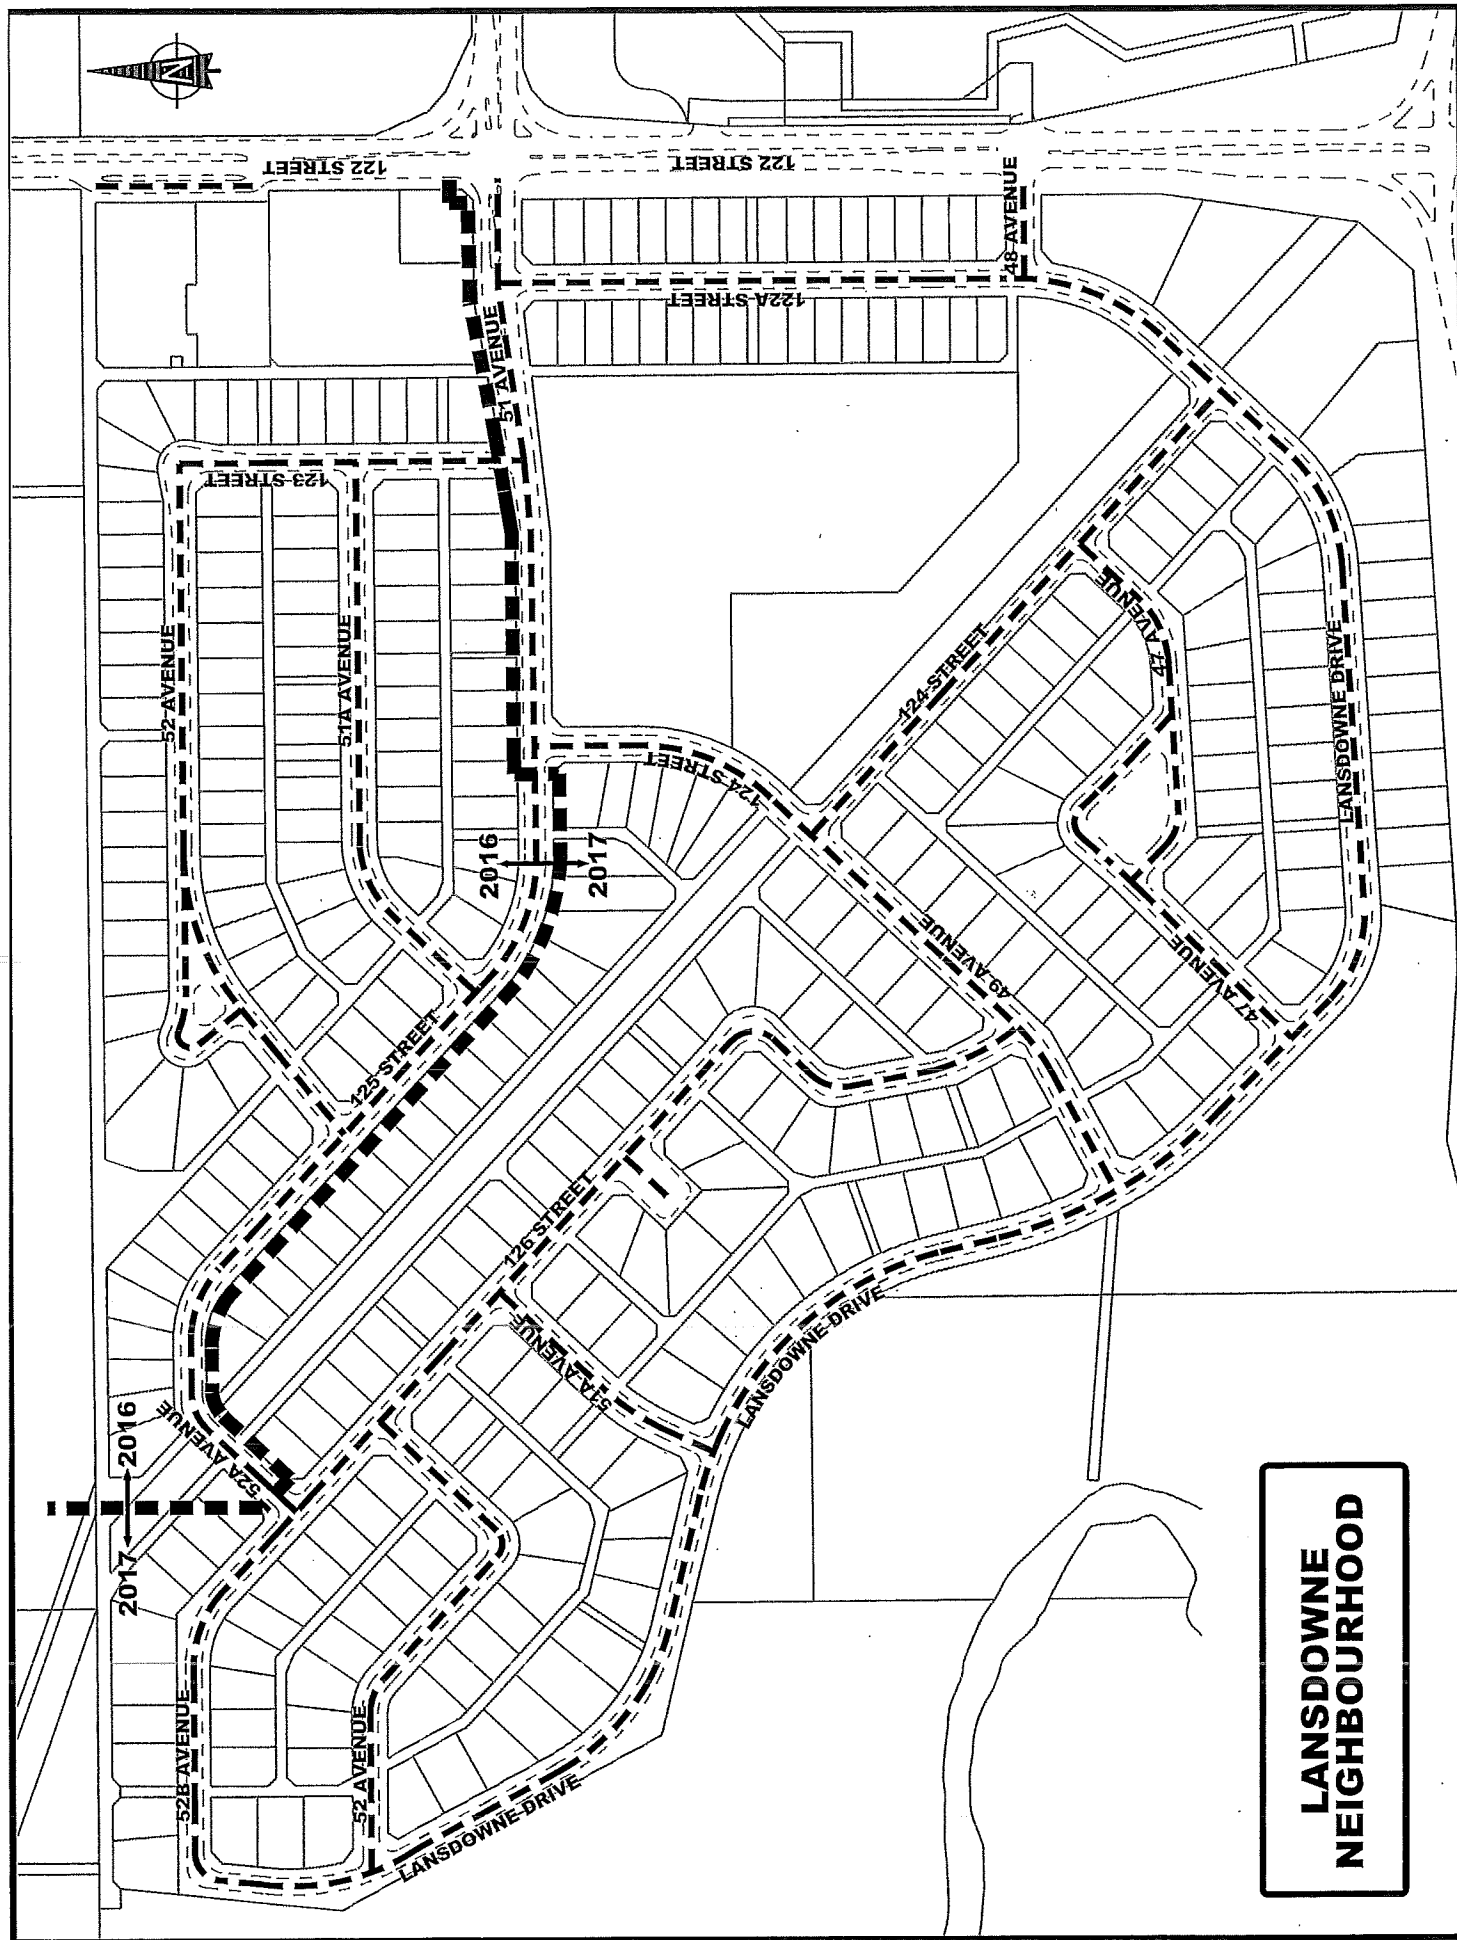 N
122 STREET
122 STREET
48 AVENUE
122A STREET
51 AVENUE
123 STREET
52 AVENUE
51A AVENUE
124 STREET
47 AVENUE
LANSDOWNE DRIVE
124 STREET
2016
2017
49 AVENUE
47 AVENUE
125 STREET
126 STREET
51A AVENUE
LANSDOWNE DRIVE
52A AVENUE
2016
2017
52B AVENUE
52 AVENUE
LANSDOWNE DRIVE
LANSDOWNE
NEIGHBOURHOOD